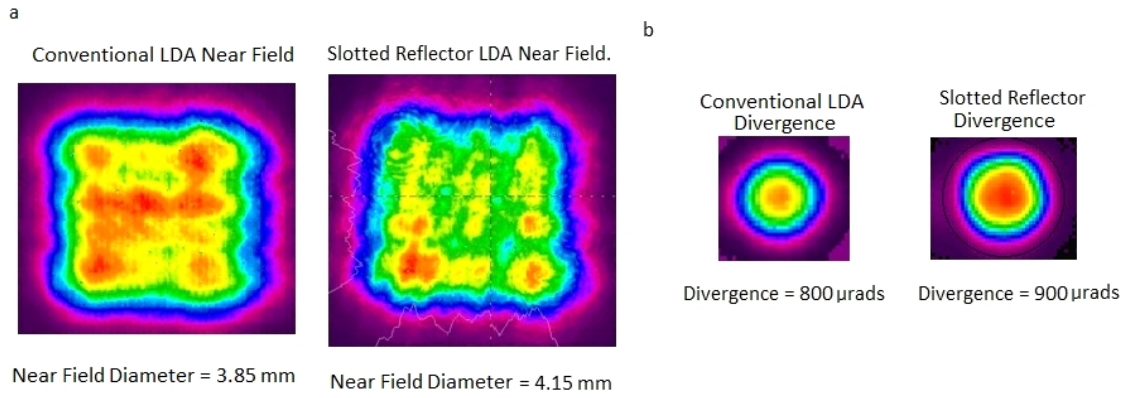 a
Conventional LDA Near Field
Slotted Reflector LDA Near Field.
Near Field Diameter = 3.85 mm
Near Field Diameter = 4.15 mm
b
Conventional LDA
Divergence
Slotted Reflector
Divergence
Divergence = 800 µrads
Divergence = 900 µrads